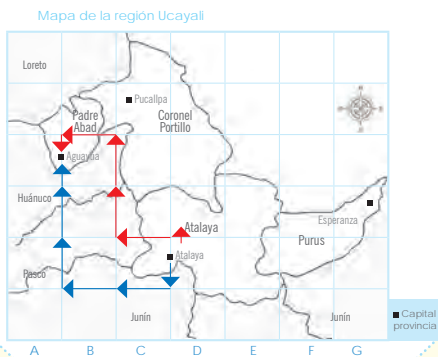 Mapa de la región Ucayali
Loreto
Pucallpa
Padre
Abad
Coronel
Portillo
Aguaytía
Huánuco
Esperanza
Atalaya
Purus
Atalaya
Pasco
Junín
Junín
Capital
provincia
A B C D E F G